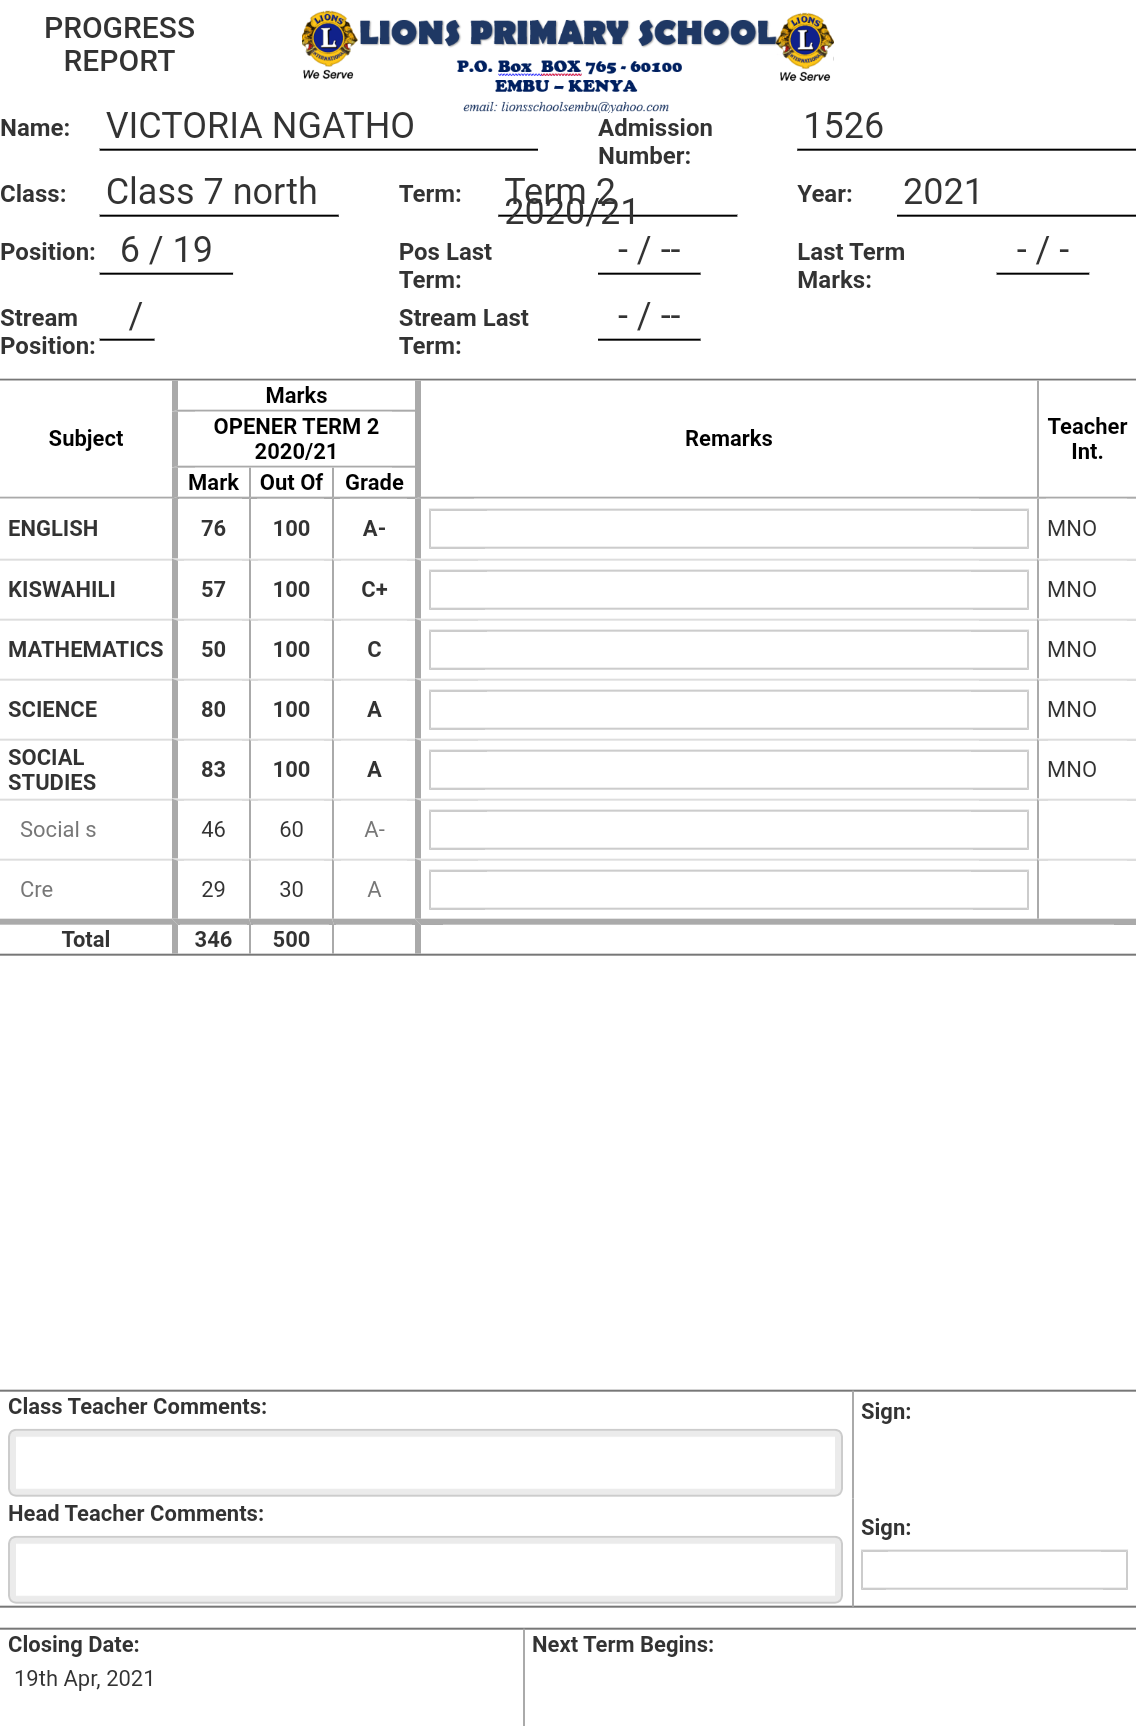 PROGRESS
REPORT
LIONS PRIMARY SCHOOL
P.O. Box BOX 765 - 60100
EMBU – KENYA
email: lionsschoolsembu@yahoo.com
LIONS
L
INTERNATIONAL
We Serve
LIONS
L
INTERNATIONAL
We Serve
Name: VICTORIA NGATHO Admission Number: 1526
Class: Class 7 north Term: Term 2 2020/21 Year: 2021
Position: 6 / 19 Pos Last Term: - / -- Last Term Marks: - / -
Stream Position: / Stream Last Term: - / --
Subject Marks Remarks Teacher Int.
OPENER TERM 2 2020/21
Mark Out Of Grade
ENGLISH 76 100 A- MNO
KISWAHILI 57 100 C+ MNO
MATHEMATICS 50 100 C MNO
SCIENCE 80 100 A MNO
SOCIAL STUDIES 83 100 A MNO
Social s 46 60 A-
Cre 29 30 A
Total 346 500
Class Teacher Comments: Sign:
Head Teacher Comments: Sign:
Closing Date: Next Term Begins:
19th Apr, 2021